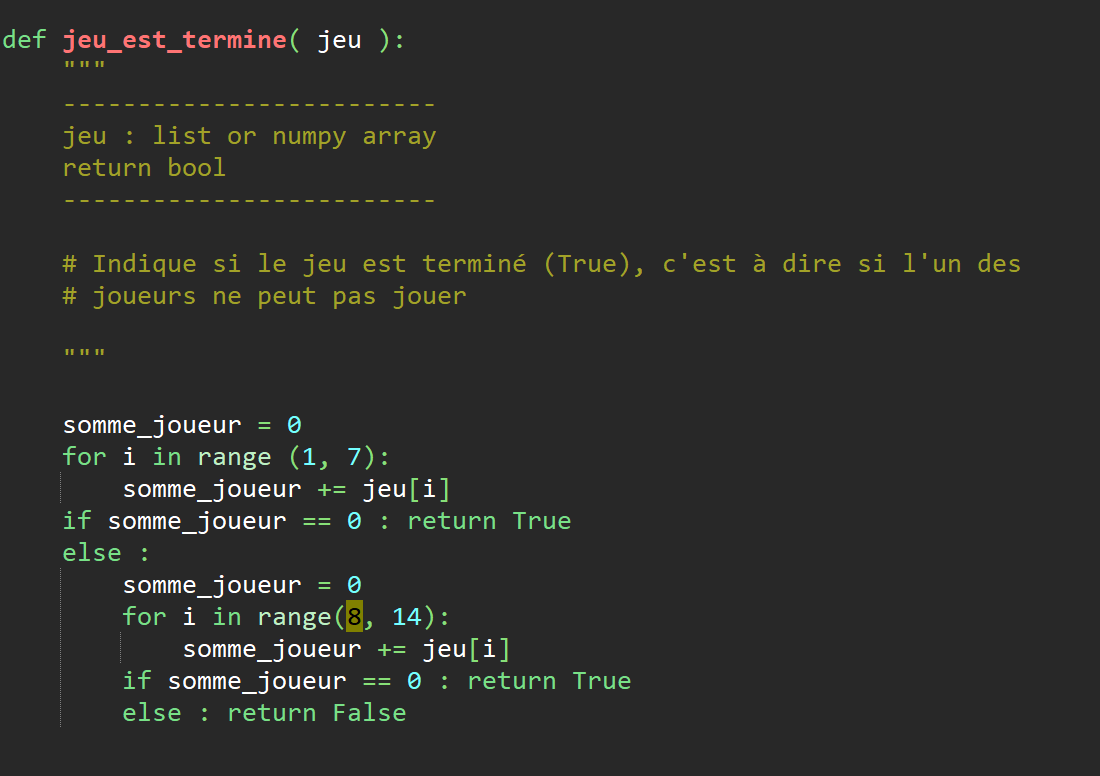 def jeu_est_termine( jeu ):
    """
    -------------------------
    jeu : list or numpy array
    return bool
    -------------------------

    # Indique si le jeu est terminé (True), c'est à dire si l'un des
    # joueurs ne peut pas jouer

    """

    somme_joueur = 0
    for i in range (1, 7):
        somme_joueur += jeu[i]
    if somme_joueur == 0 : return True
    else :
        somme_joueur = 0
        for i in range(8, 14):
            somme_joueur += jeu[i]
        if somme_joueur == 0 : return True
        else : return False